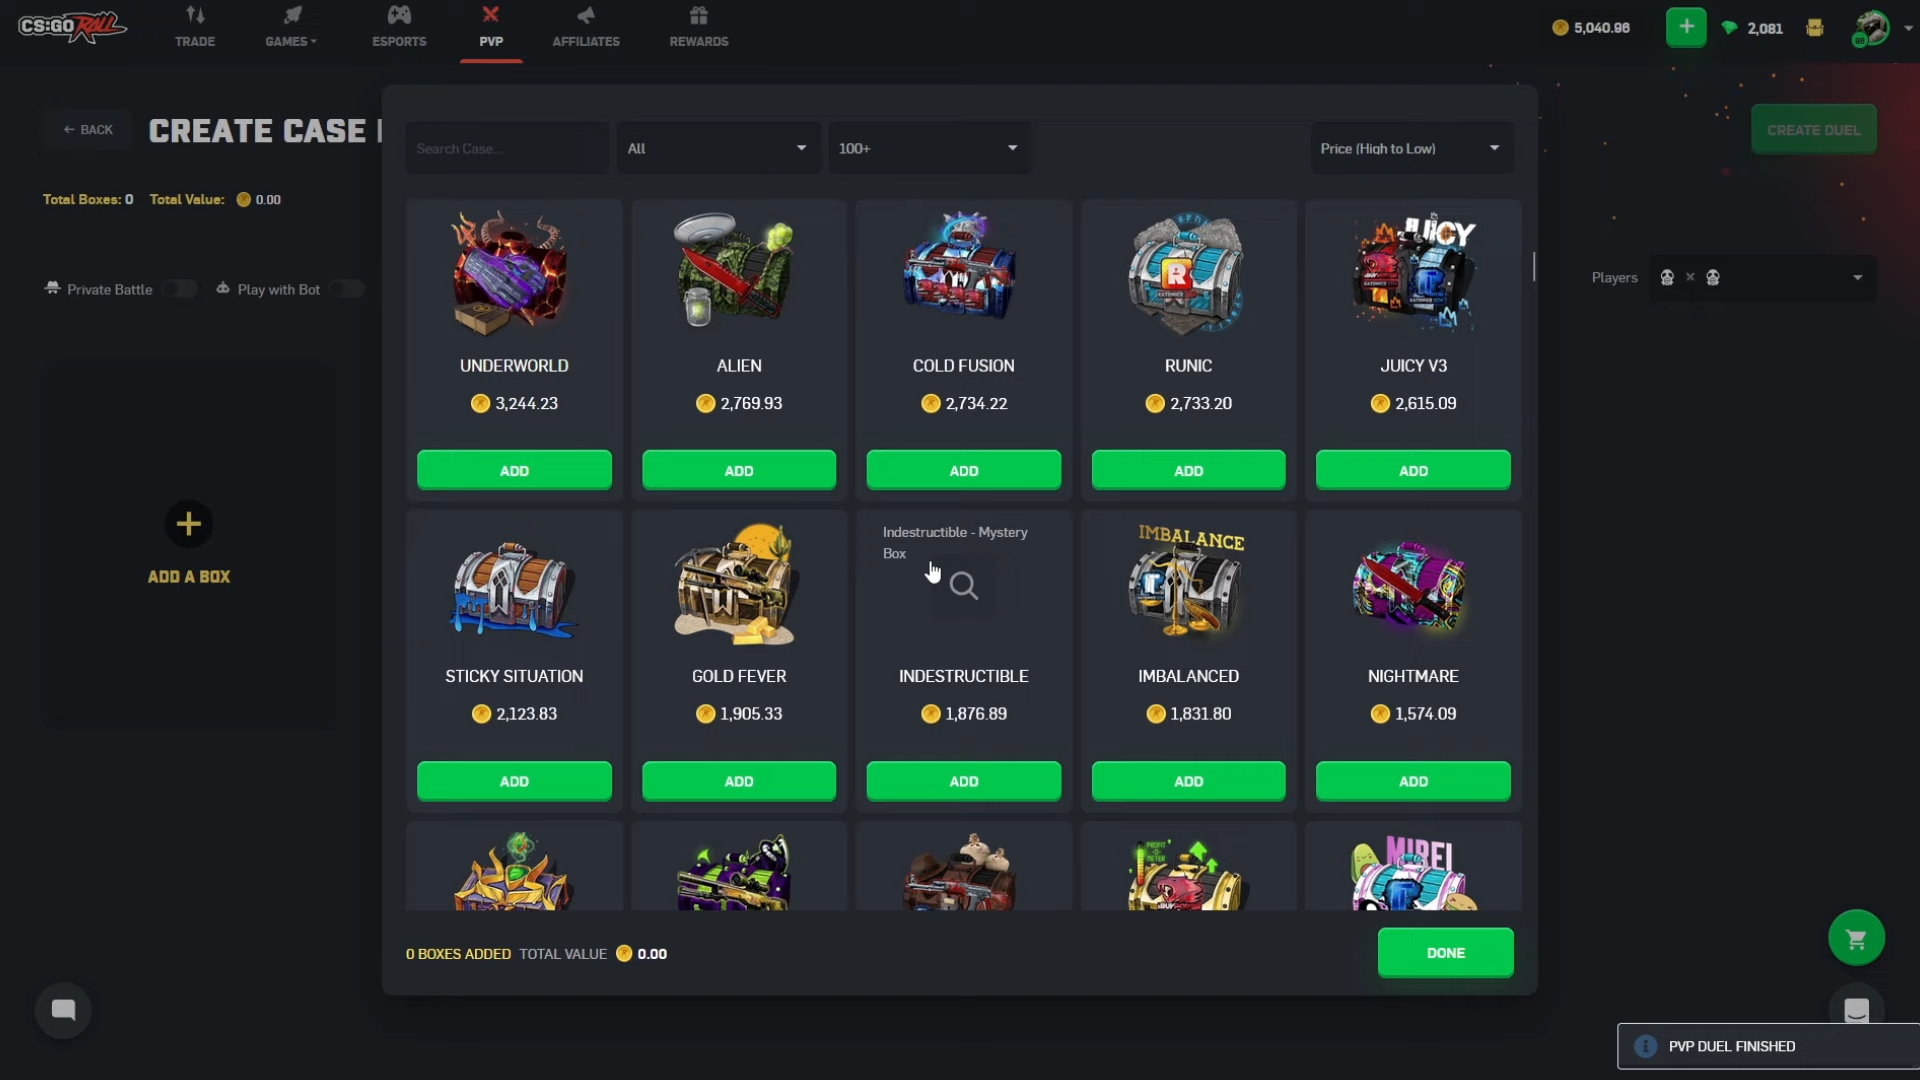 CS:GO ROLL
TRADE
GAMES
ESPORTS
PVP
AFFILIATES
REWARDS
5,040.96
2,081
← BACK
CREATE CASE
CREATE DUEL
Total Boxes: 0 Total Value: 0.00
Private Battle
Play with Bot
Players
ADD A BOX
Search Case...
All
100+
Price (High to Low)
UNDERWORLD
3,244.23
ADD
ALIEN
2,769.93
ADD
COLD FUSION
2,734.22
ADD
RUNIC
2,733.20
ADD
JUICY
JUICY V3
2,615.09
ADD
STICKY SITUATION
2,123.83
ADD
GOLD FEVER
1,905.33
ADD
Indestructible - Mystery
Box
INDESTRUCTIBLE
1,876.89
ADD
IMBALANCE
IMBALANCED
1,831.80
ADD
NIGHTMARE
1,574.09
ADD
0 BOXES ADDED TOTAL VALUE 0.00
DONE
PVP DUEL FINISHED